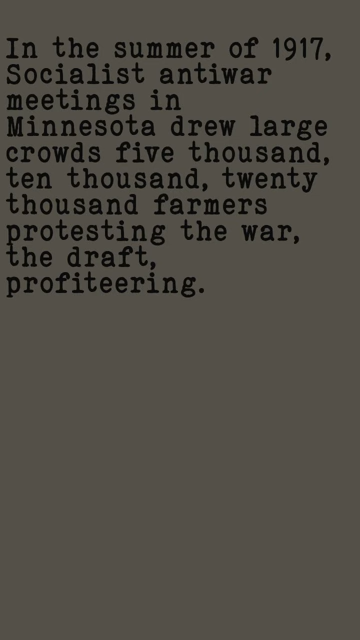 In the summer of 1917,
Socialist antiwar
meetings in
Minnesota drew large
crowds five thousand,
ten thousand, twenty
thousand farmers
protesting the war,
the draft,
profiteering.